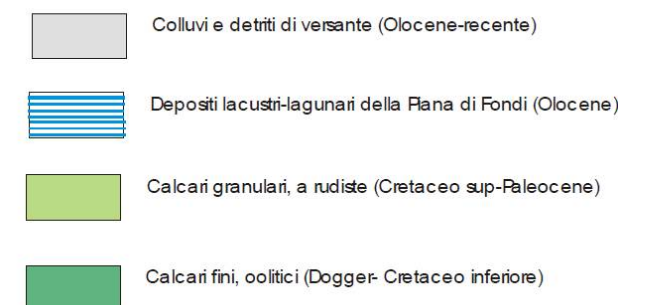 Colluvi e detriti di versante (Olocene-recente)
Depositi lacustri-lagunari della Piana di Fondi (Olocene)
Calcari granulari, a rudiste (Cretaceo sup-Paleocene)
Calcari fini, oolitici (Dogger- Cretaceo inferiore)